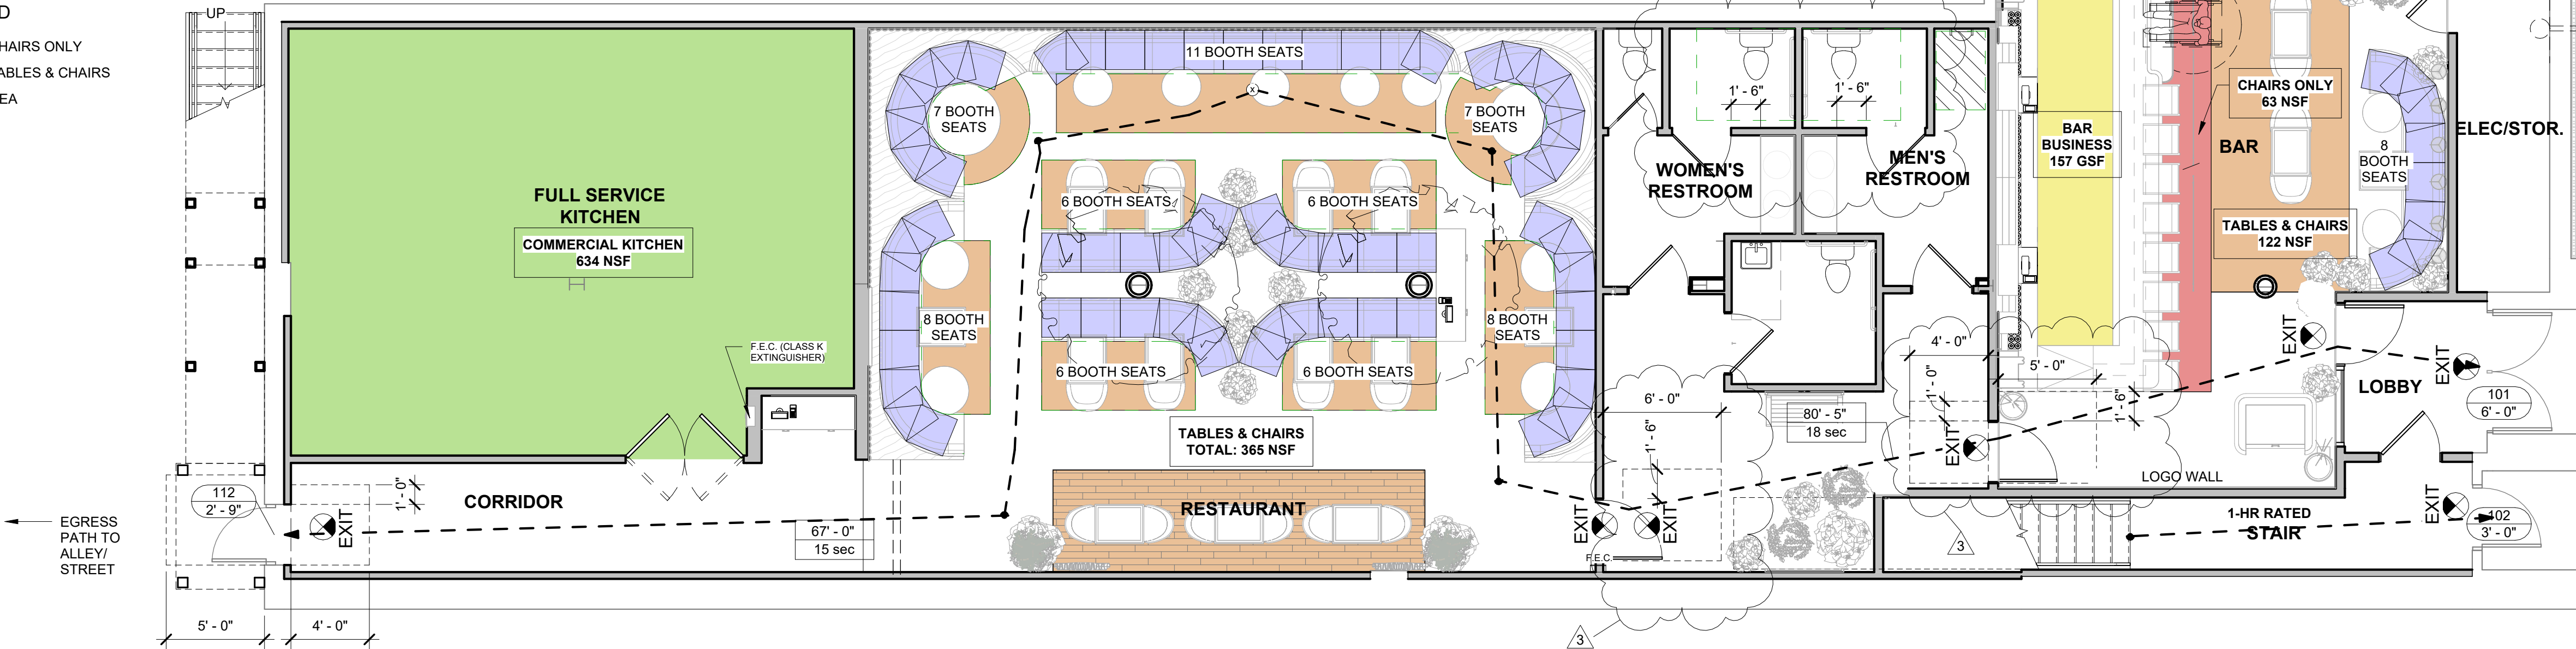 D
HAIRS ONLY
ABLES & CHAIRS
EA
UP
FULL SERVICE
KITCHEN
COMMERCIAL KITCHEN
634 NSF
F.E.C. (CLASS K
EXTINGUISHER)
CORRIDOR
112
2' - 9"
EXIT
1' - 0"
EGRESS
PATH TO
ALLEY/
STREET
5' - 0"
4' - 0"
67' - 0"
15 sec
11 BOOTH SEATS
X
7 BOOTH
SEATS
7 BOOTH
SEATS
6 BOOTH SEATS
6 BOOTH SEATS
8 BOOTH
SEATS
8 BOOTH
SEATS
6 BOOTH SEATS
6 BOOTH SEATS
TABLES & CHAIRS
TOTAL: 365 NSF
RESTAURANT
1' - 6"
1' - 6"
WOMEN'S
RESTROOM
MEN'S
RESTROOM
6' - 0"
1' - 6"
EXIT
EXIT
F.E.C.
3
80' - 5"
18 sec
4' - 0"
1' - 0"
EXIT
5' - 0"
1' - 6"
BAR
BUSINESS
157 GSF
CHAIRS ONLY
63 NSF
BAR
TABLES & CHAIRS
122 NSF
8
BOOTH
SEATS
ELEC/STOR.
EXIT
EXIT
LOBBY
101
6' - 0"
LOGO WALL
1-HR RATED
STAIR
3
EXIT
102
3' - 0"